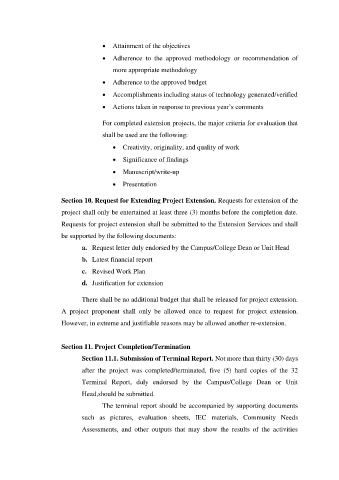 • Attainment of the objectives
• Adherence to the approved methodology or recommendation of
more appropriate methodology
• Adherence to the approved budget
• Accomplishments including status of technology generated/verified
• Actions taken in response to previous year's comments
For completed extension projects, the major criteria for evaluation that
shall be used are the following:
• Creativity, originality, and quality of work
• Significance of findings
• Manuscript/write-up
• Presentation
Section 10. Request for Extending Project Extension. Requests for extension of the
project shall only be entertained at least three (3) months before the completion date.
Requests for project extension shall be submitted to the Extension Services and shall
be supported by the following documents:
a. Request letter duly endorsed by the Campus/College Dean or Unit Head
b. Latest financial report
c. Revised Work Plan
d. Justification for extension
There shall be no additional budget that shall be released for project extension.
A project proponent shall only be allowed once to request for project extension.
However, in extreme and justifiable reasons may be allowed another re-extension.
Section 11. Project Completion/Termination
Section 11.1. Submission of Terminal Report. Not more than thirty (30) days
after the project was completed/terminated, five (5) hard copies of the 32
Terminal Report, duly endorsed by the Campus/College Dean or Unit
Head,should be submitted.
The terminal report should be accompanied by supporting documents
such as pictures, evaluation sheets, IEC materials, Community Needs
Assessments, and other outputs that may show the results of the activities